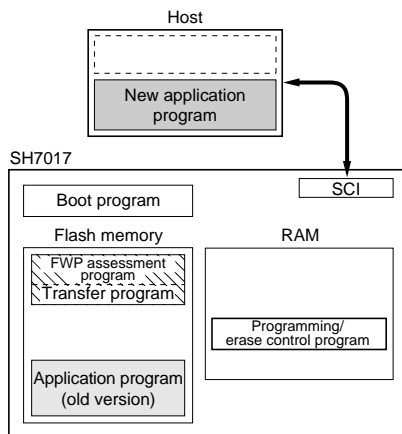 Host
New application
program
SH7017
SCI
Boot program
Flash memory
RAM
FWP assessment
program
Transfer program
Programming/
erase control program
Application program
(old version)